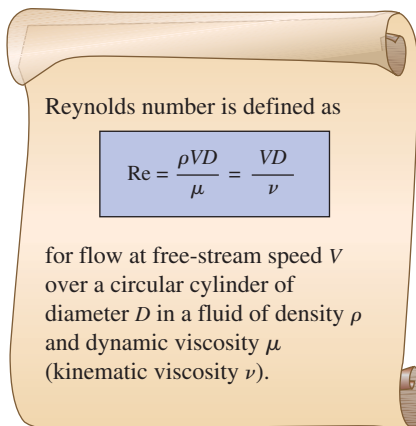 Reynolds number is defined as
Re = ρVD/μ = VD/ν
for flow at free-stream speed V
over a circular cylinder of
diameter D in a fluid of density ρ
and dynamic viscosity μ
(kinematic viscosity ν).